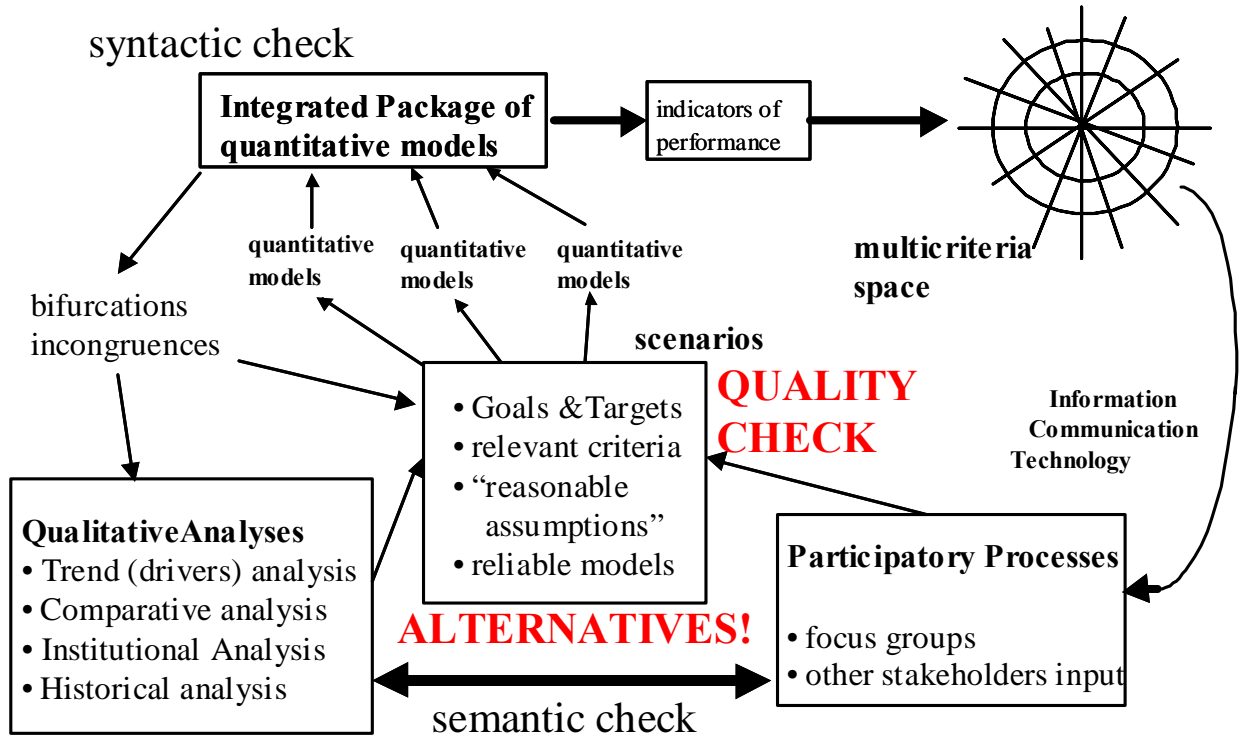 syntactic check
Integrated Package of
quantitative models
indicators of
performance
multicriteria
space
quantitative
models
quantitative
models
quantitative
models
bifurcations
incongruences
scenarios
QUALITY
CHECK
• Goals &Targets
• relevant criteria
• “reasonable
assumptions”
• reliable models
Information
Communication
Technology
QualitativeAnalyses
• Trend (drivers) analysis
• Comparative analysis
• Institutional Analysis
• Historical analysis
Participatory Processes
• focus groups
• other stakeholders input
ALTERNATIVES!
semantic check